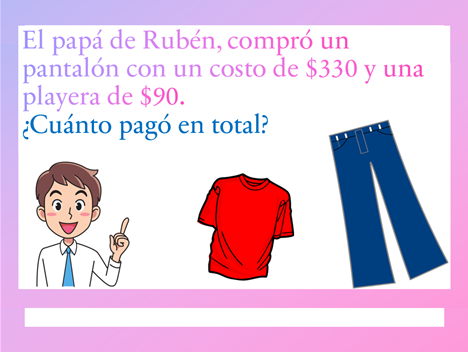 El papá de Rubén, compró un
pantalón con un costo de $330 y una
playera de $90.
¿Cuánto pagó en total?